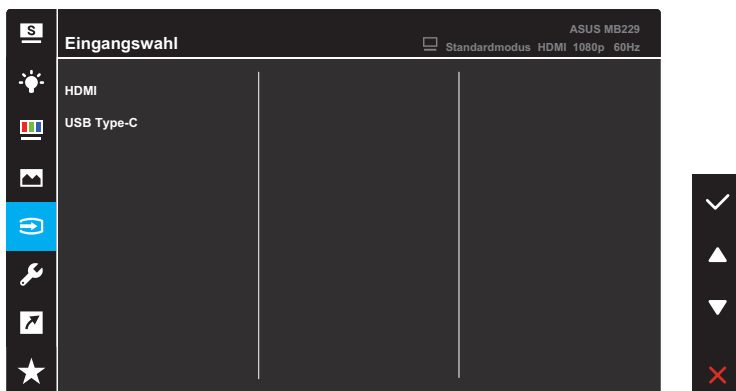 S
ASUS MB229
Eingangswahl
Standardmodus HDMI 1080p 60Hz
HDMI
USB Type-C